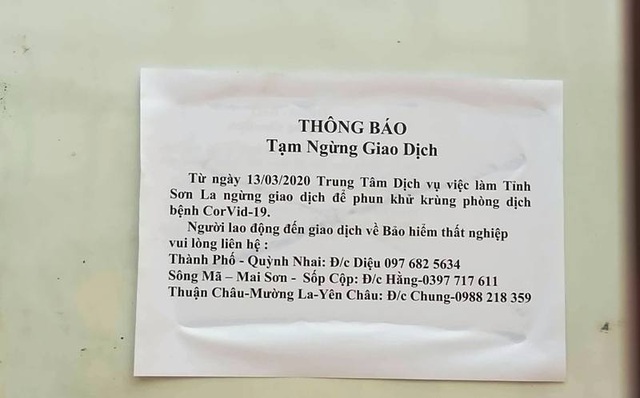 THÔNG BÁO
Tạm Ngừng Giao Dịch
Từ ngày 13/03/2020 Trung Tâm Dịch vụ việc làm Tỉnh
Sơn La ngừng giao dịch để phun khử krùng phòng dịch
bệnh CorVid-19.
Người lao động đến giao dịch về Bảo hiểm thất nghiệp
vui lòng liên hệ :
Thành Phố - Quỳnh Nhai: Đ/c Diệu 097 682 5634
Sông Mã – Mai Sơn - Sốp Cộp: Đ/c Hằng-0397 717 611
Thuận Châu-Mường La-Yên Châu: Đ/c Chung-0988 218 359